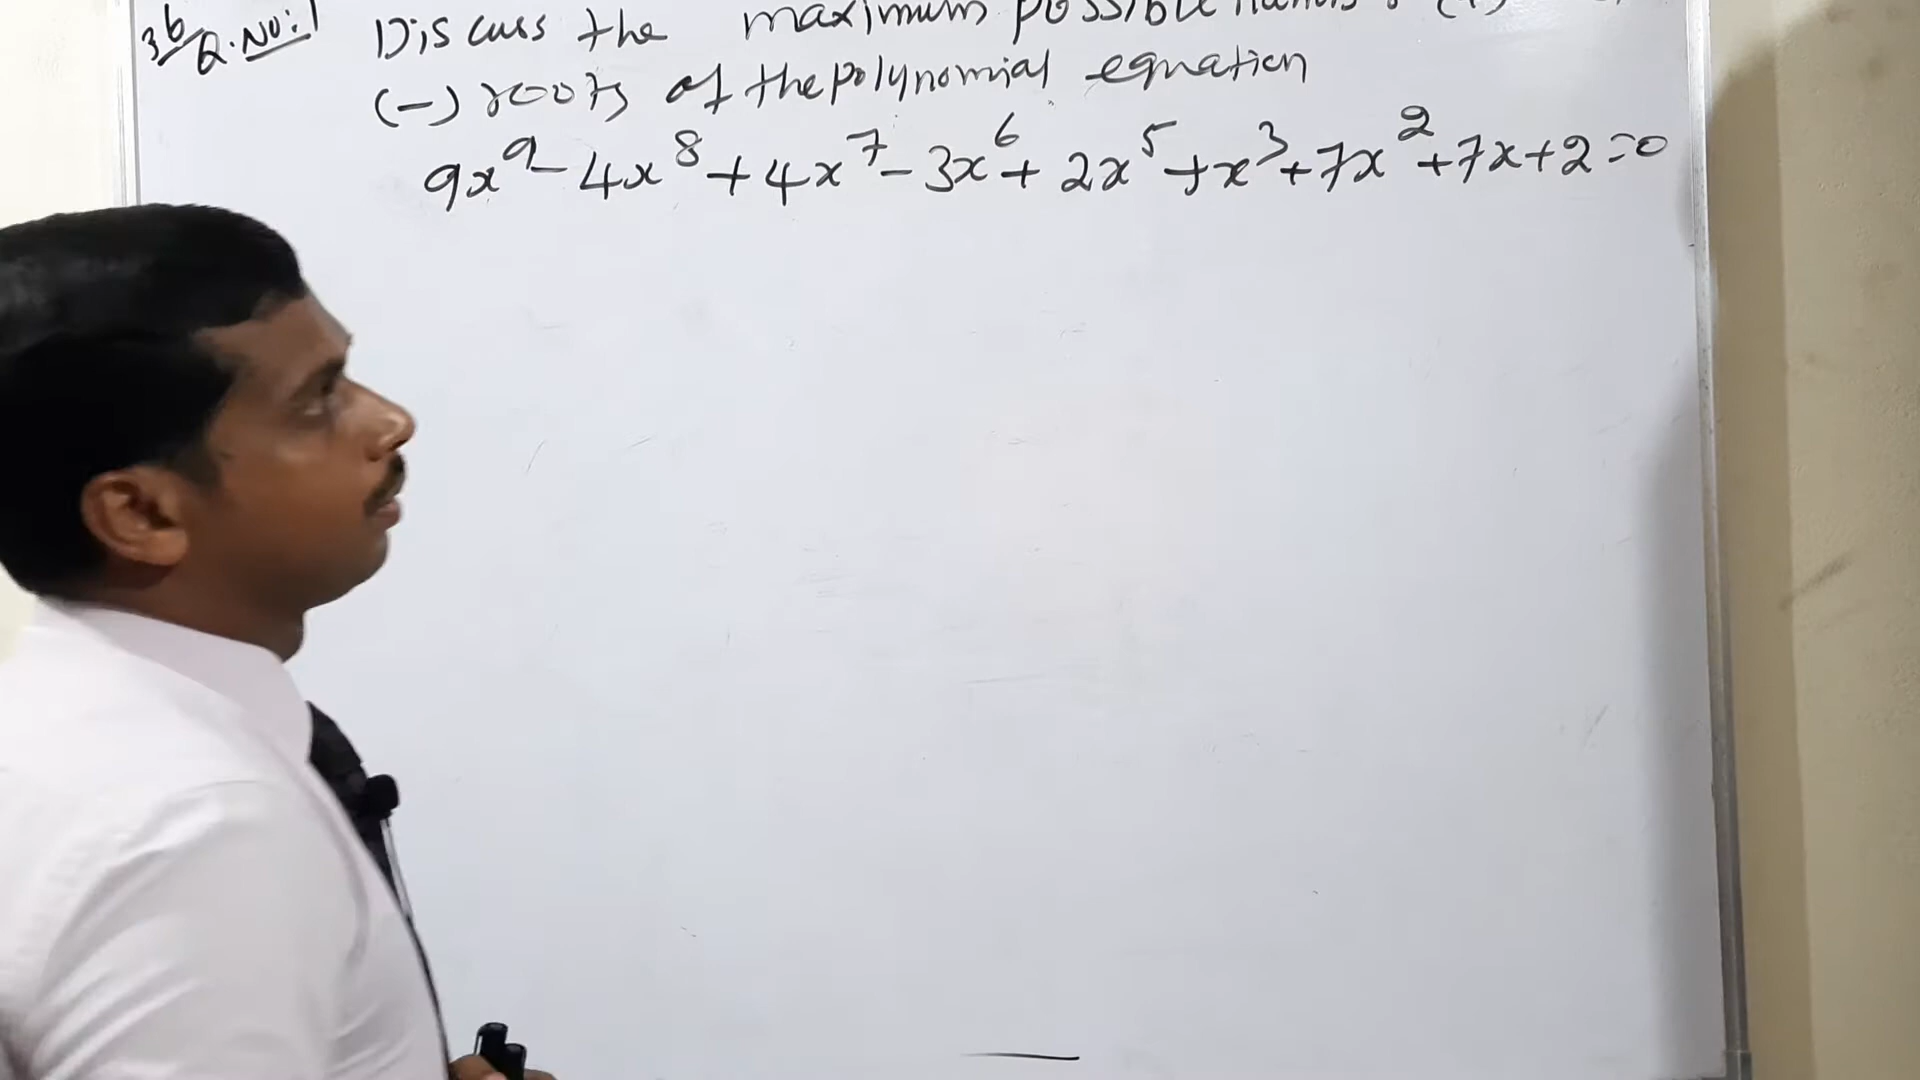 36/Q.No:1 Discuss the maximum possible
(-) roots of the polynomial equation
9x⁹ - 4x⁸ + 4x⁷ - 3x⁶ + 2x⁵ + x³ + 7x² + 7x + 2 = 0